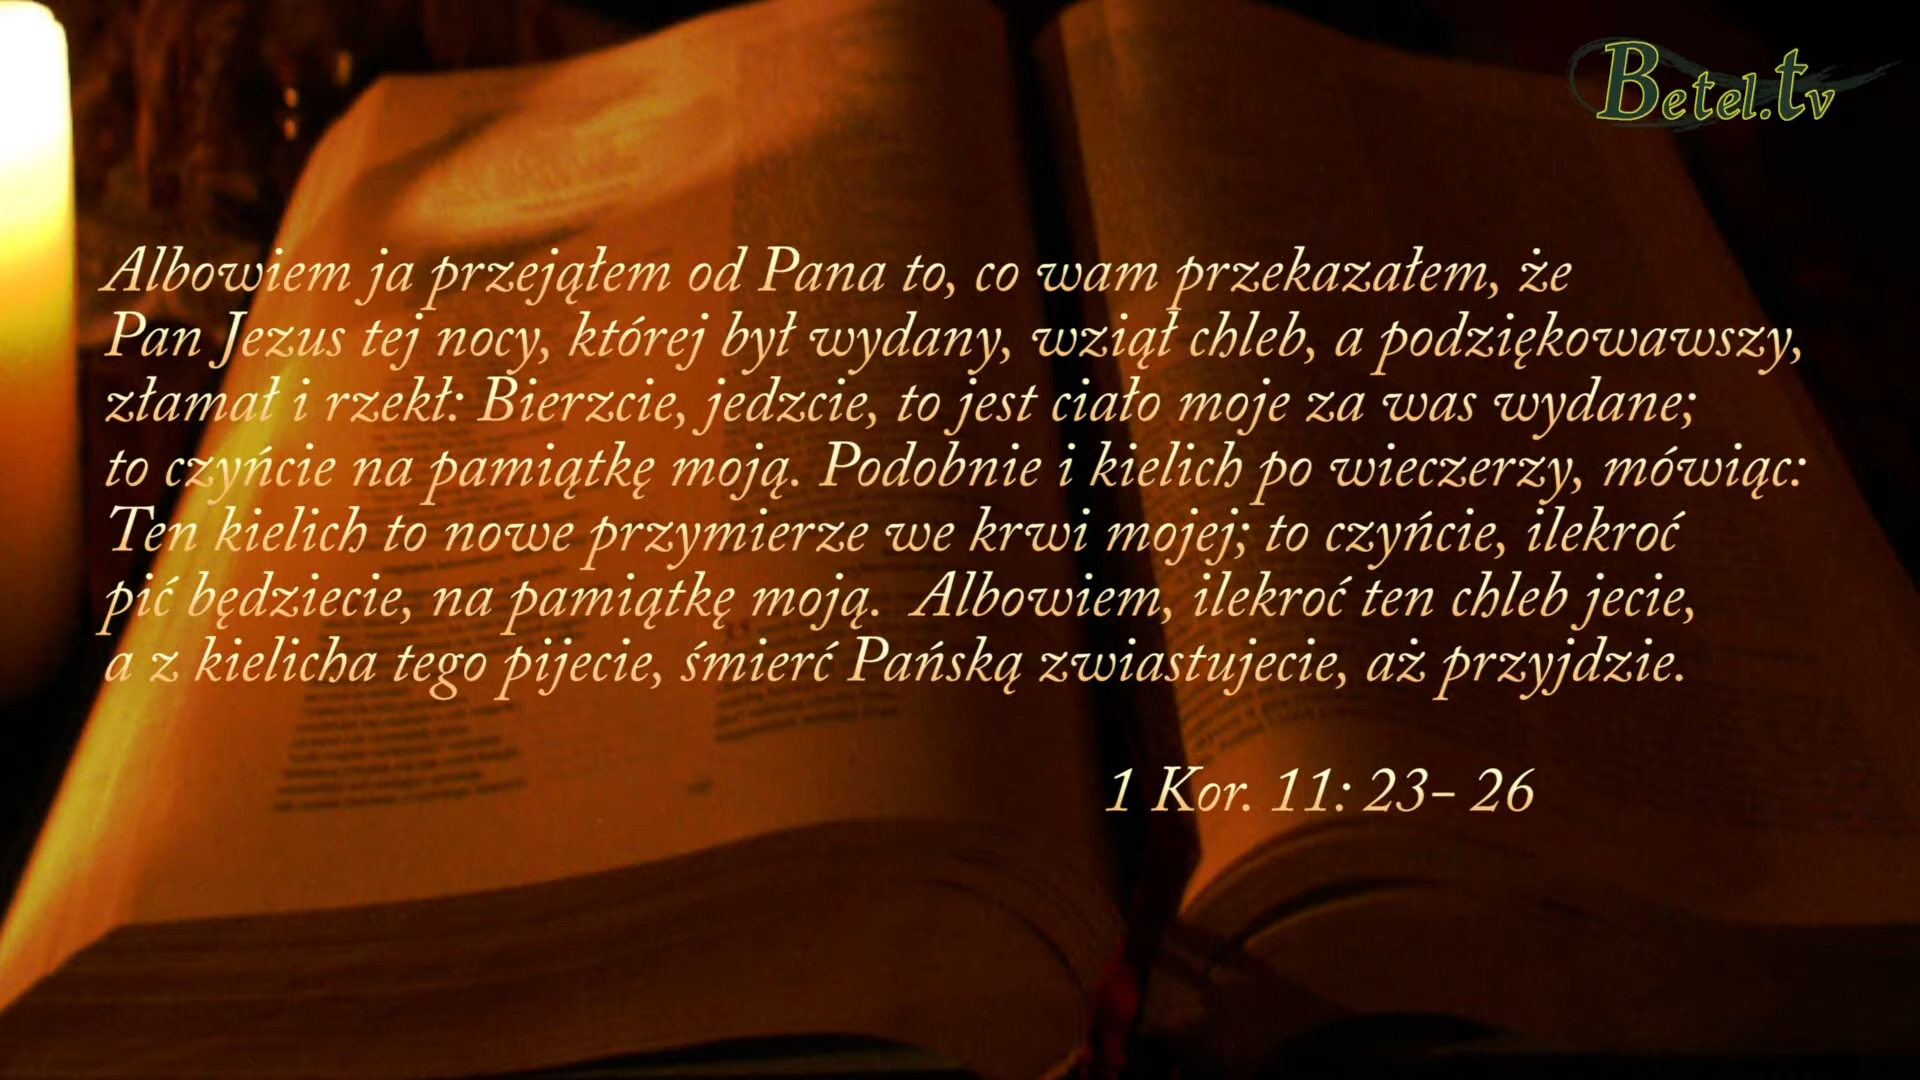 Betel.tv
Albowiem ja przejąłem od Pana to, co wam przekazałem, że
Pan Jezus tej nocy, której był wydany, wziął chleb, a podziękowawszy,
złamał i rzekł: Bierzcie, jedzcie, to jest ciało moje za was wydane;
to czyńcie na pamiątkę moją. Podobnie i kielich po wieczerzy, mówiąc:
Ten kielich to nowe przymierze we krwi mojej; to czyńcie, ilekroć
pić będziecie, na pamiątkę moją.  Albowiem, ilekroć ten chleb jecie,
a z kielicha tego pijecie, śmierć Pańską zwiastujecie, aż przyjdzie.
1 Kor. 11: 23- 26